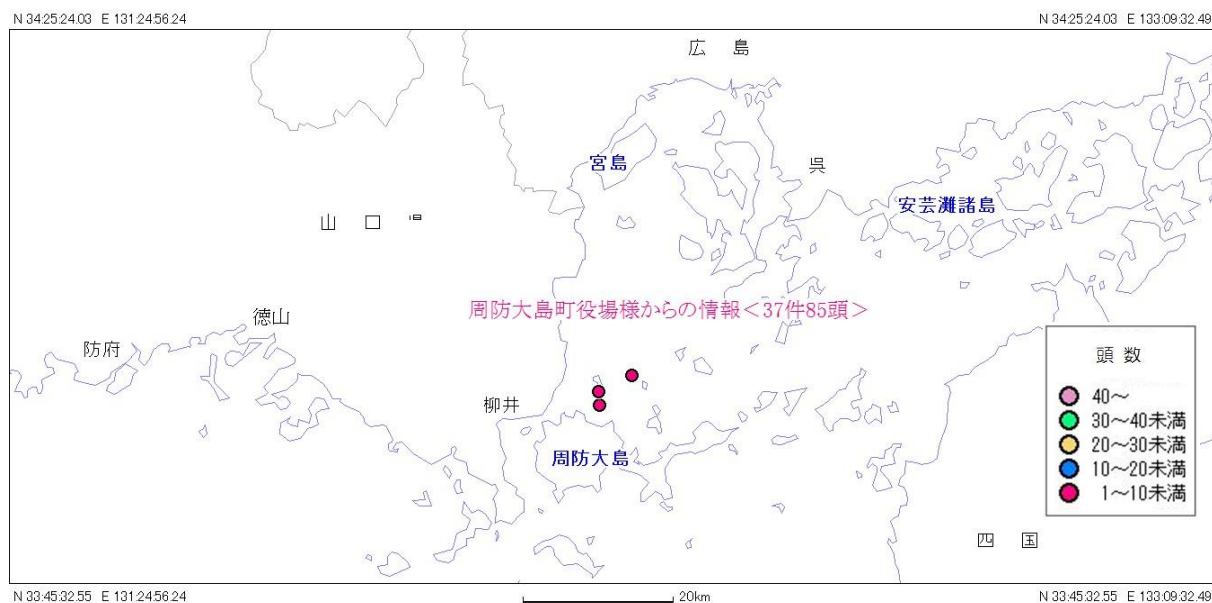 N 34:25:24.03 E 131:24:56.24
N 34:25:24.03 E 133:09:32.49
広 島
宮島
呉
安芸灘諸島
山 口
周防大島町役場様からの情報＜37件85頭＞
徳山
防府
頭 数
40～
30～40未満
20～30未満
10～20未満
1～10未満
柳井
周防大島
四 国
N 33:45:32.55 E 131:24:56.24
20km
N 33:45:32.55 E 133:09:32.49